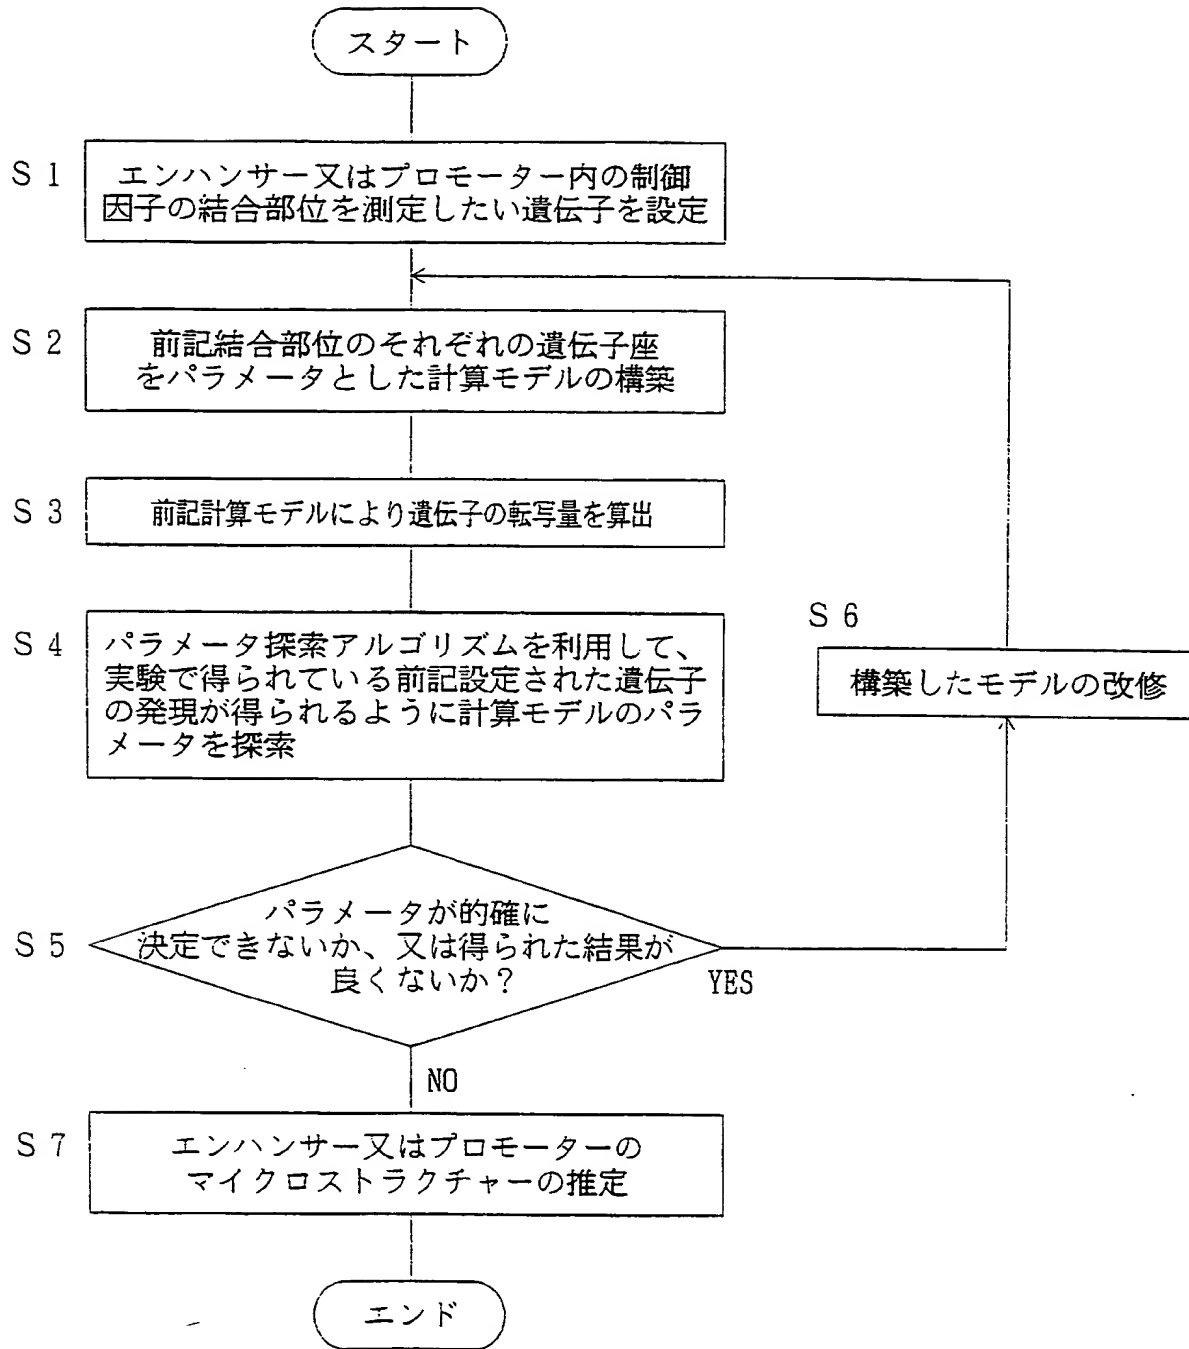 スタート
S 1
エンハンサー又はプロモーター内の制御
因子の結合部位を測定したい遺伝子を設定
S 2
前記結合部位のそれぞれの遺伝子座
をパラメータとした計算モデルの構築
S 3
前記計算モデルにより遺伝子の転写量を算出
S 4
パラメータ探索アルゴリズムを利用して、
実験で得られている前記設定された遺伝子
の発現が得られるように計算モデルのパラ
メータを探索
S 6
構築したモデルの改修
S 5
パラメータが的確に
決定できないか、又は得られた結果が
良くないか？
YES
NO
S 7
エンハンサー又はプロモーターの
マイクロストラクチャーの推定
エンド